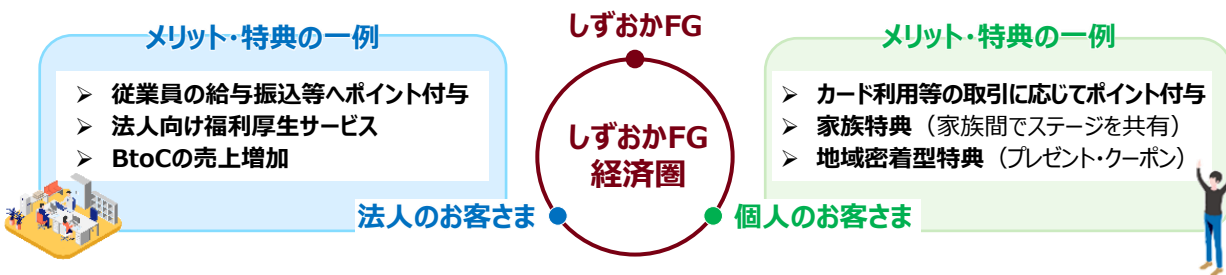 メリット・特典の一例
➢ 従業員の給与振込等へポイント付与
➢ 法人向け福利厚生サービス
➢ BtoCの売上増加
法人のお客さま
しずおかFG
しずおかFG
経済圏
メリット・特典の一例
➢ カード利用等の取引に応じてポイント付与
➢ 家族特典（家族間でステージを共有）
➢ 地域密着型特典（プレゼント・クーポン）
個人のお客さま